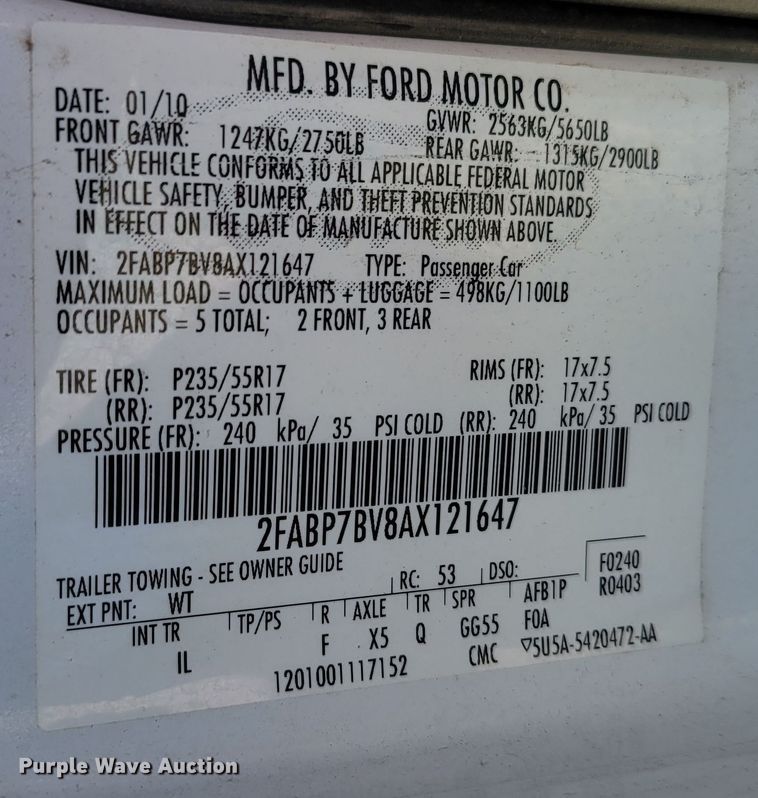 MFD. BY FORD MOTOR CO.
DATE: 01/10 GVWR: 2563KG/5650LB
FRONT GAWR: 1247KG/2750LB REAR GAWR: 1315KG/2900LB
THIS VEHICLE CONFORMS TO ALL APPLICABLE FEDERAL MOTOR
VEHICLE SAFETY, BUMPER, AND THEFT PREVENTION STANDARDS
IN EFFECT ON THE DATE OF MANUFACTURE SHOWN ABOVE.
VIN: 2FABP7BV8AX121647 TYPE: Passenger Car
MAXIMUM LOAD = OCCUPANTS + LUGGAGE = 498KG/1100LB
OCCUPANTS = 5 TOTAL; 2 FRONT, 3 REAR
TIRE (FR): P235/55R17 RIMS (FR): 17x7.5
(RR): P235/55R17 (RR): 17x7.5
PRESSURE (FR): 240 kPa/ 35 PSI COLD (RR): 240 kPa/ 35 PSI COLD
2FABP7BV8AX121647
TRAILER TOWING - SEE OWNER GUIDE F0240
EXT PNT: WT RC: 53 DSO: R0403
INT TR TP/PS R AXLE TR SPR AFB1P
IL F X5 Q GG55 FOA
1201001117152 CMC ▽5U5A-5420472-AA
Purple Wave Auction